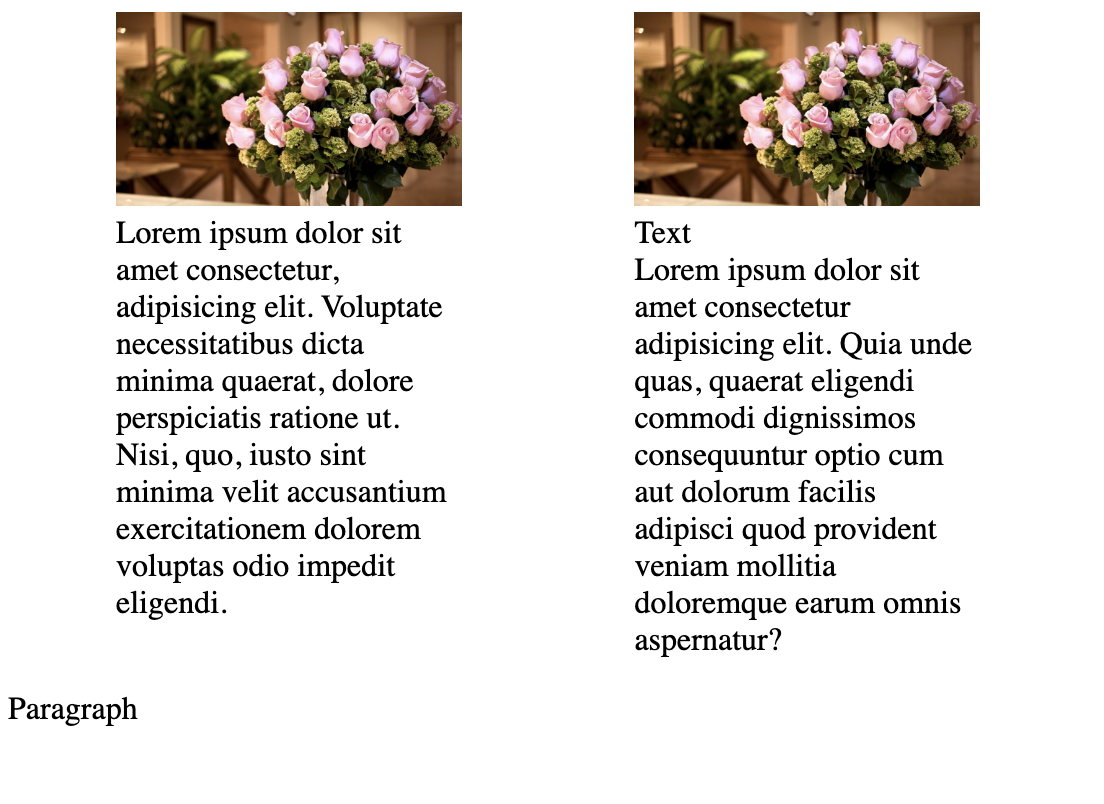 Lorem ipsum dolor sit
amet consectetur,
adipisicing elit. Voluptate
necessitatibus dicta
minima quaerat, dolore
perspiciatis ratione ut.
Nisi, quo, iusto sint
minima velit accusantium
exercitationem dolorem
voluptas odio impedit
eligendi.
Text
Lorem ipsum dolor sit
amet consectetur
adipisicing elit. Quia unde
quas, quaerat eligendi
commodi dignissimos
consequuntur optio cum
aut dolorum facilis
adipisci quod provident
veniam mollitia
doloremque earum omnis
aspernatur?
Paragraph